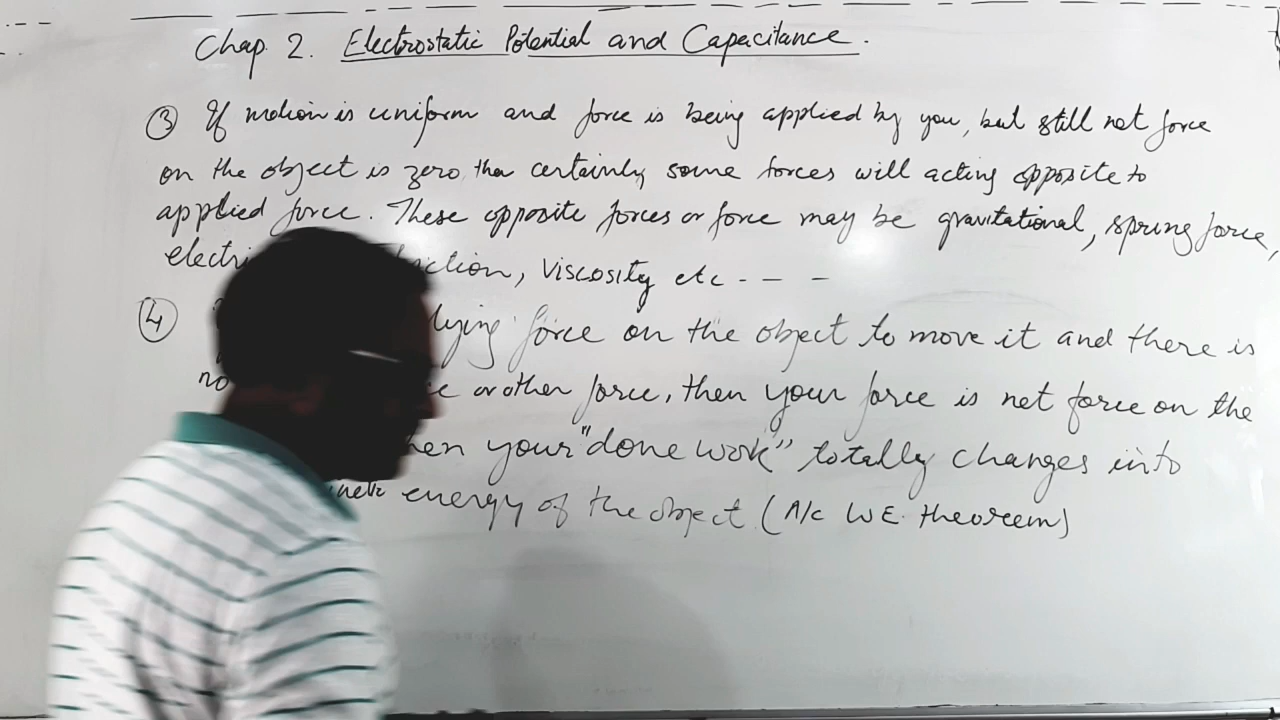 Chap. 2. Electrostatic Potential and Capacitance.
③ If motion is uniform and force is being applied by you, but still net force
on the object is zero, then certainly some forces will acting opposite to
applied force. These opposite forces or force may be gravitational, spring force,
electri ction, viscosity etc - - -
④ lying force on the object to move it and there is
no or other force, then your force is net force on the
en your "done work" totally changes into
netic energy of the object (A/c W.E. theorem)